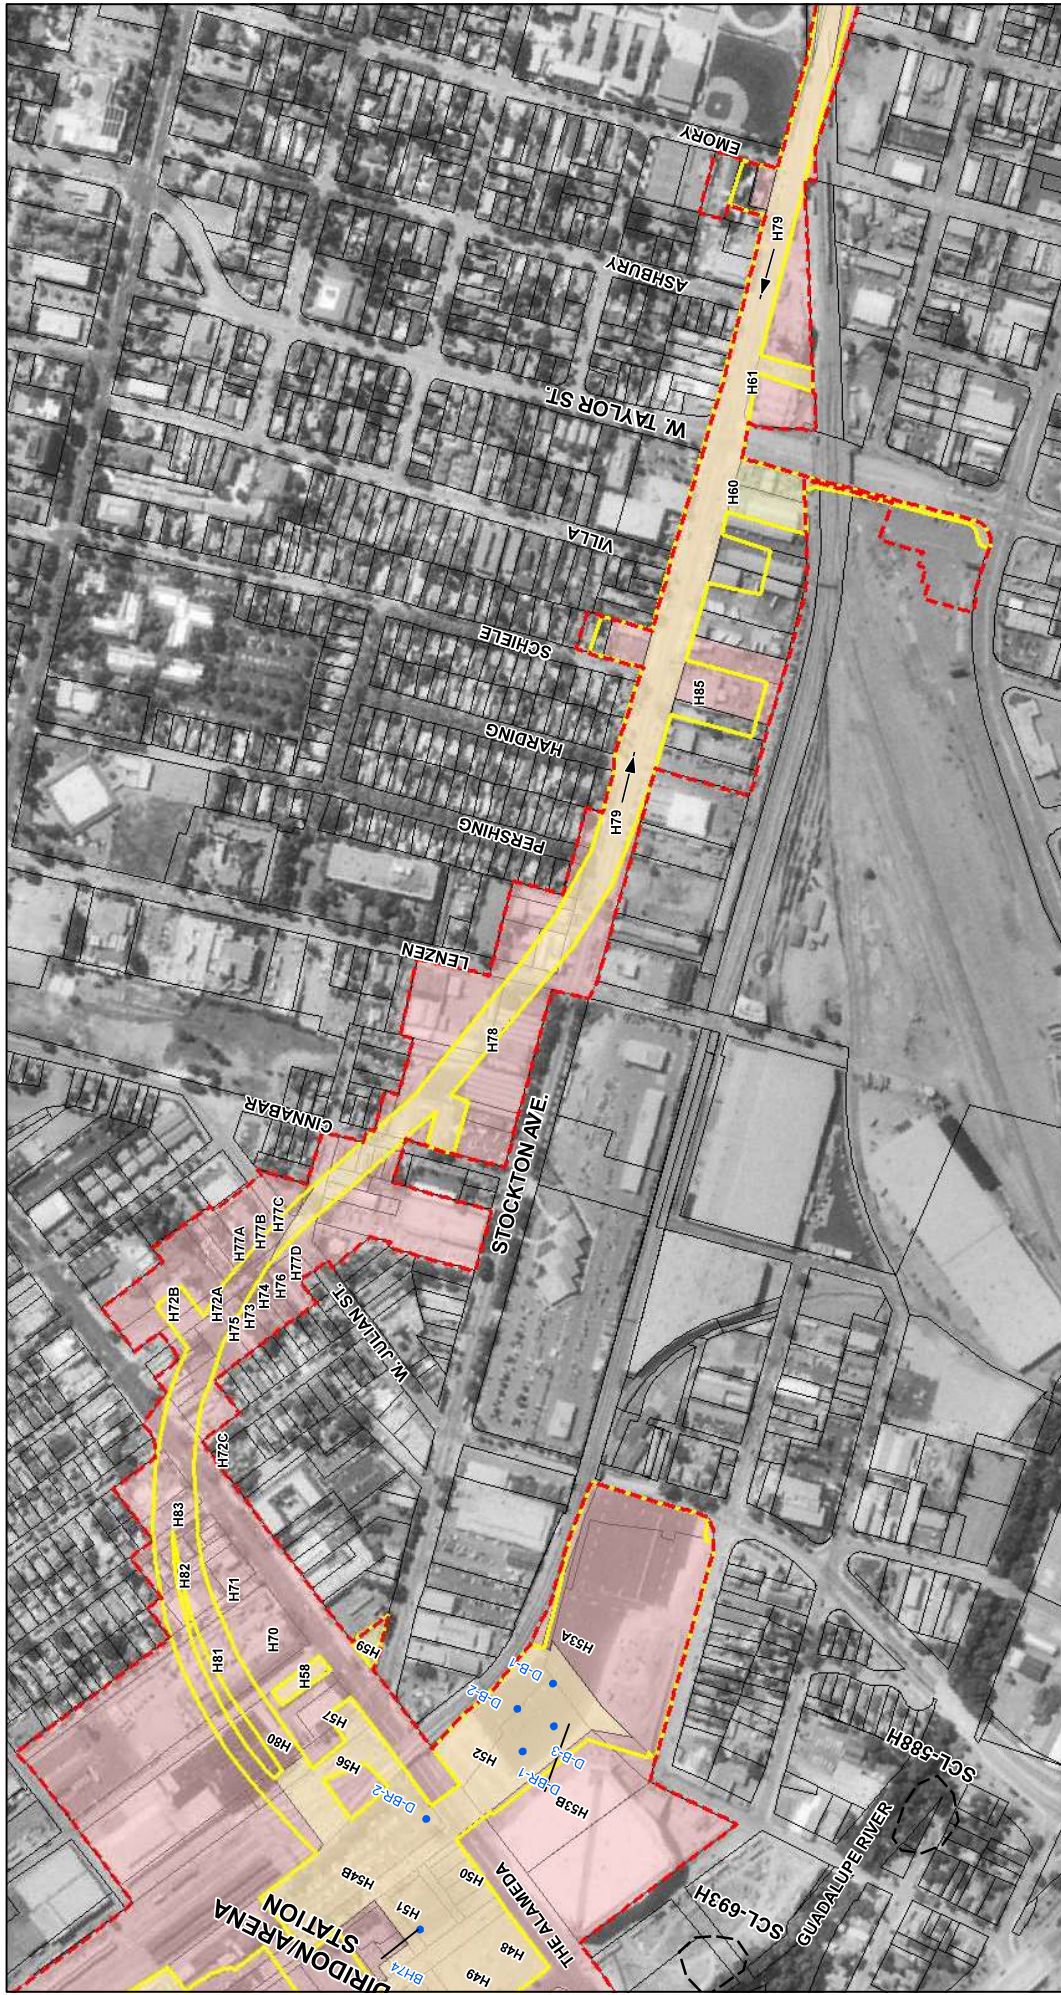 EMORY
H79
ASHBURY
H61
W. TAYLOR ST.
H60
VILLA
SCHIELE
H85
HARDING
H79
PERSHING
LENZEN
H78
CINNABAR
STOCKTON AVE.
H77A
H77B
H77C
H77D
H72B
H72A
H76
H74
H73
H75
W. JULIAN ST.
H72C
H83
H82
H71
H81
H70
H59
H58
H57
H80
H56
H53A
D-B-1
D-B-2
H52
D-B-3
D-BR-1
H53B
D-BR-2
SCL-588H
GUADALUPE RIVER
SCL-693H
THE ALAMEDA
H50
H54B
H51
H48
H49
BH74
DIRIDON/ARENA
STATION